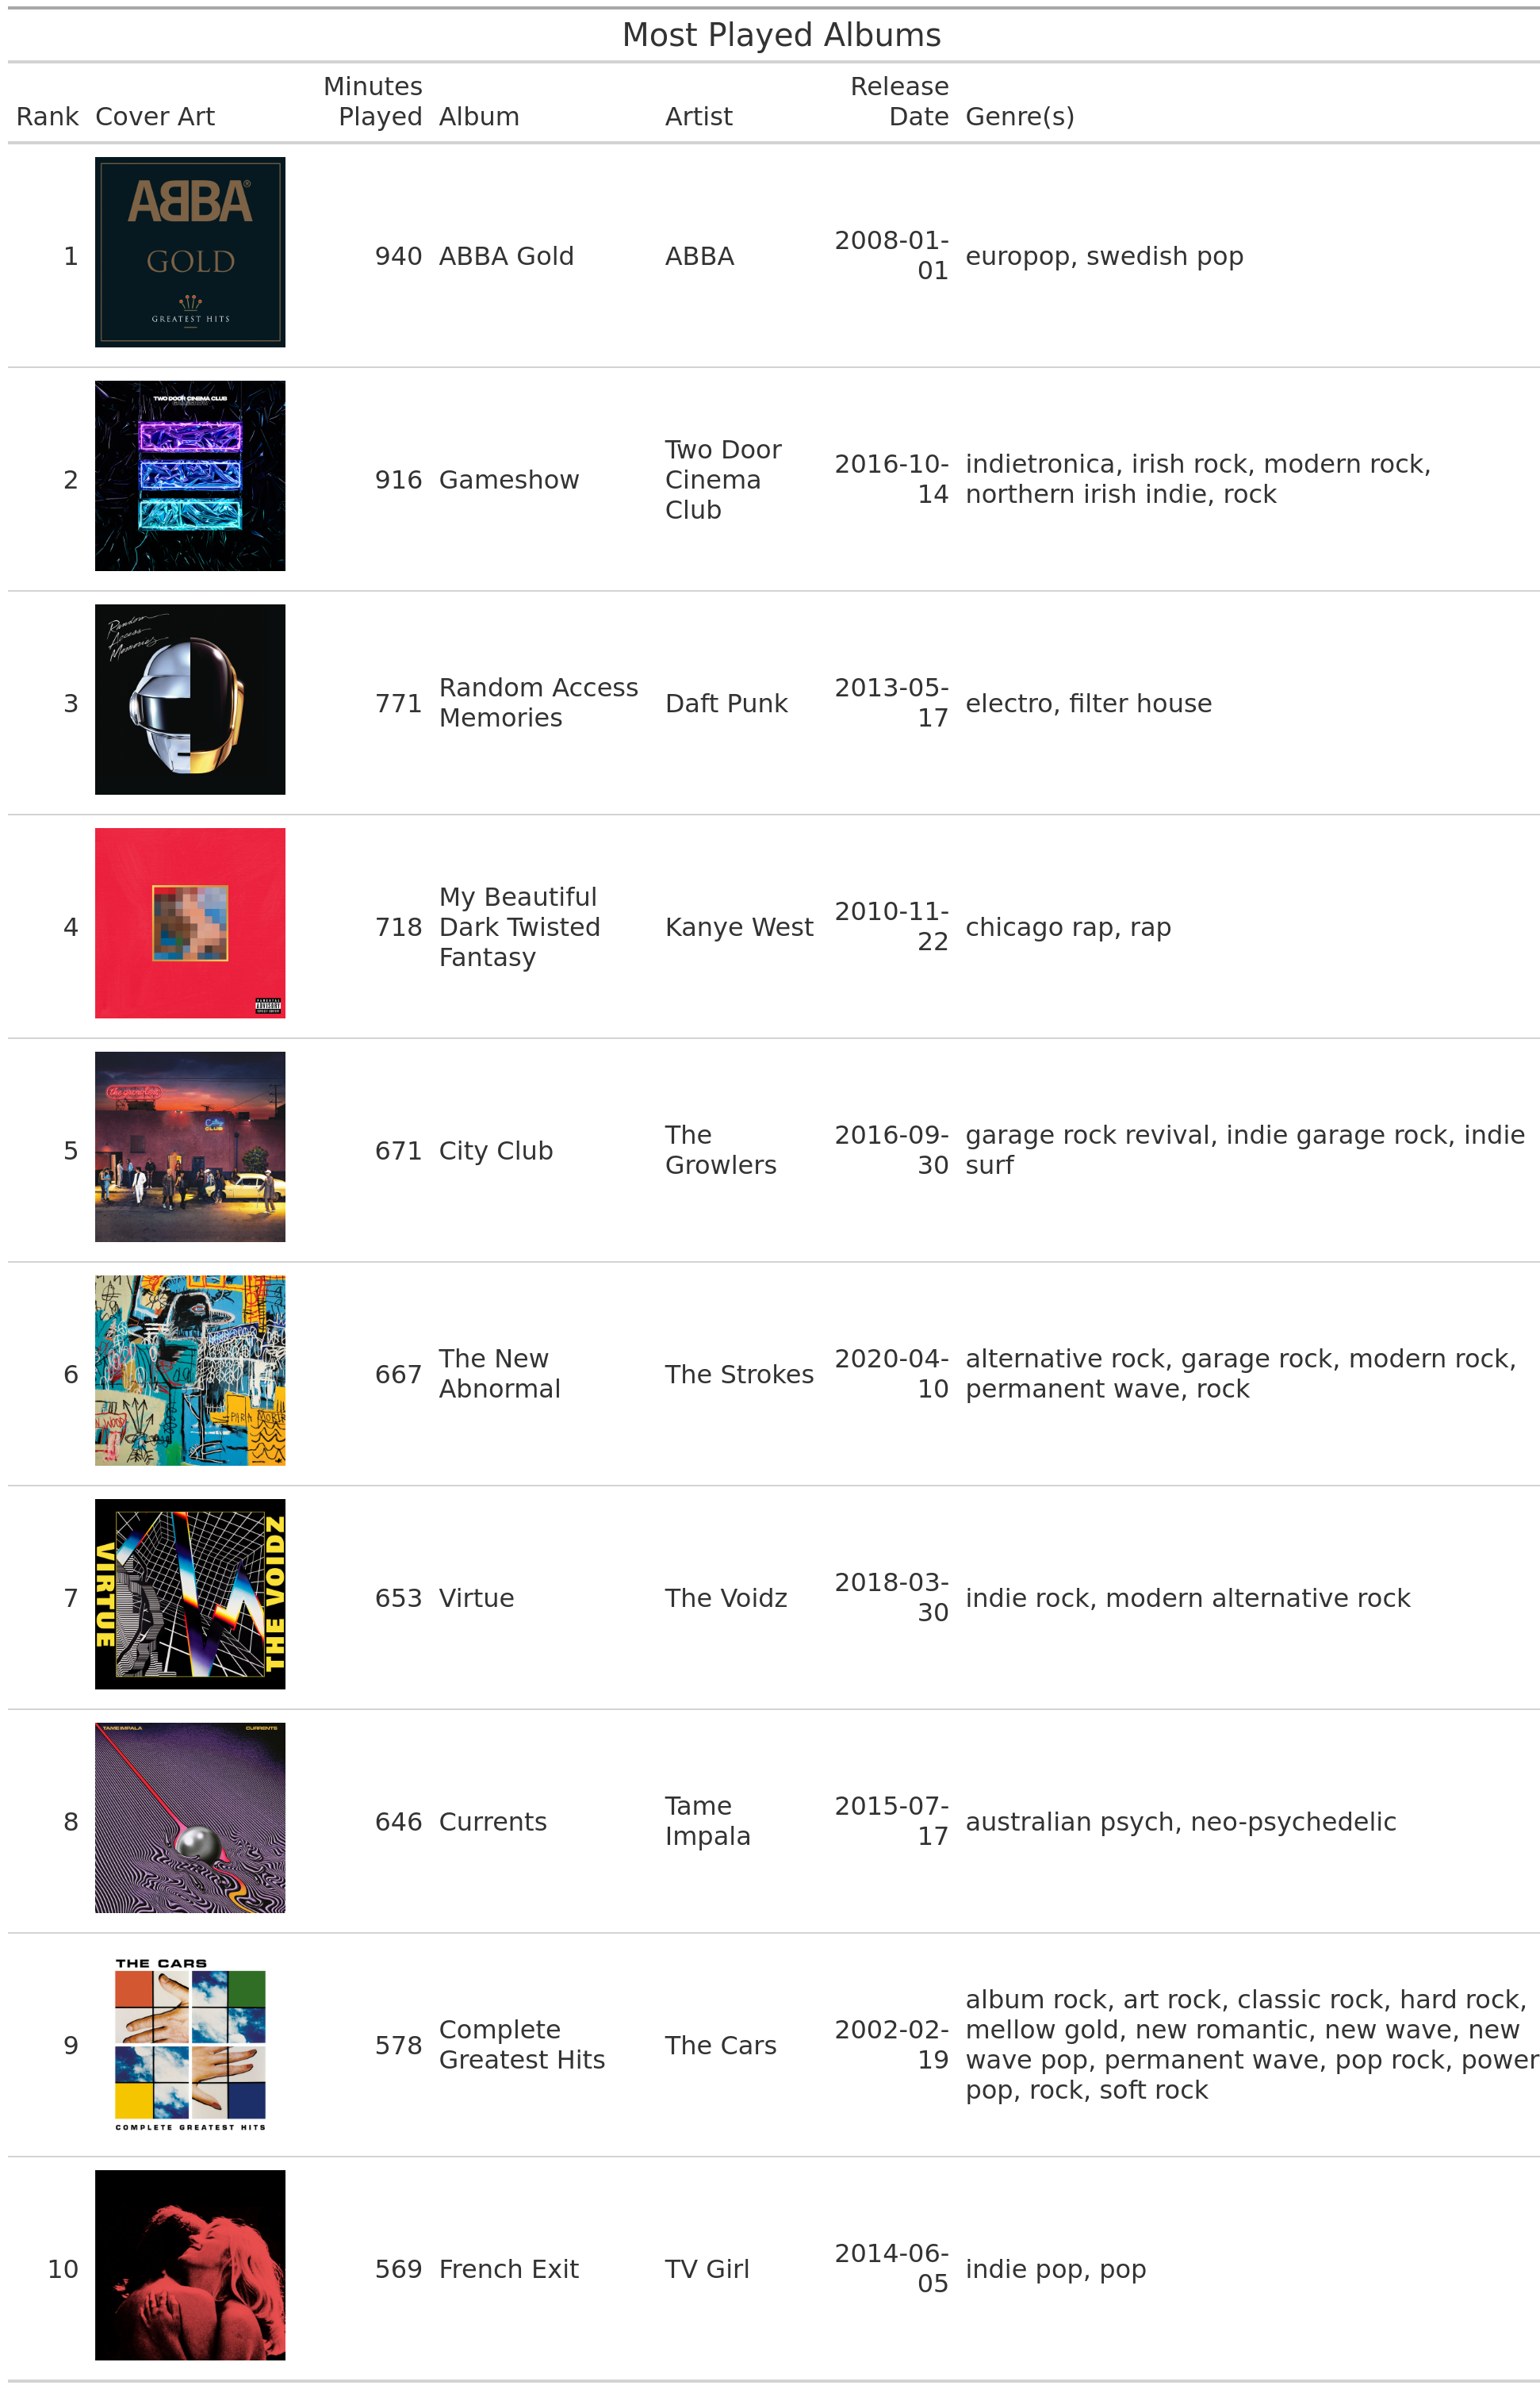 Most Played Albums
Rank Cover Art Minutes Played Album Artist Release Date Genre(s)
ABBA®
GOLD
GREATEST HITS
1 940 ABBA Gold ABBA 2008-01-01 europop, swedish pop
TWO DOOR CINEMA CLUB
GAMESHOW
2 916 Gameshow Two Door Cinema Club 2016-10-14 indietronica, irish rock, modern rock,
northern irish indie, rock
Random
Access
Memories
3 771 Random Access Memories Daft Punk 2013-05-17 electro, filter house
PARENTAL
ADVISORY
EXPLICIT CONTENT
4 718 My Beautiful Dark Twisted Fantasy Kanye West 2010-11-22 chicago rap, rap
the growlers
City
CLUB
5 671 City Club The Growlers 2016-09-30 garage rock revival, indie garage rock, indie
surf
6 667 The New Abnormal The Strokes 2020-04-10 alternative rock, garage rock, modern rock,
permanent wave, rock
VIRTUE
THE VOIDZ
7 653 Virtue The Voidz 2018-03-30 indie rock, modern alternative rock
TAME IMPALA
CURRENTS
8 646 Currents Tame Impala 2015-07-17 australian psych, neo-psychedelic
THE CARS
COMPLETE GREATEST HITS
9 578 Complete Greatest Hits The Cars 2002-02-19 album rock, art rock, classic rock, hard rock,
mellow gold, new romantic, new wave, new
wave pop, permanent wave, pop rock, power
pop, rock, soft rock
10 569 French Exit TV Girl 2014-06-05 indie pop, pop